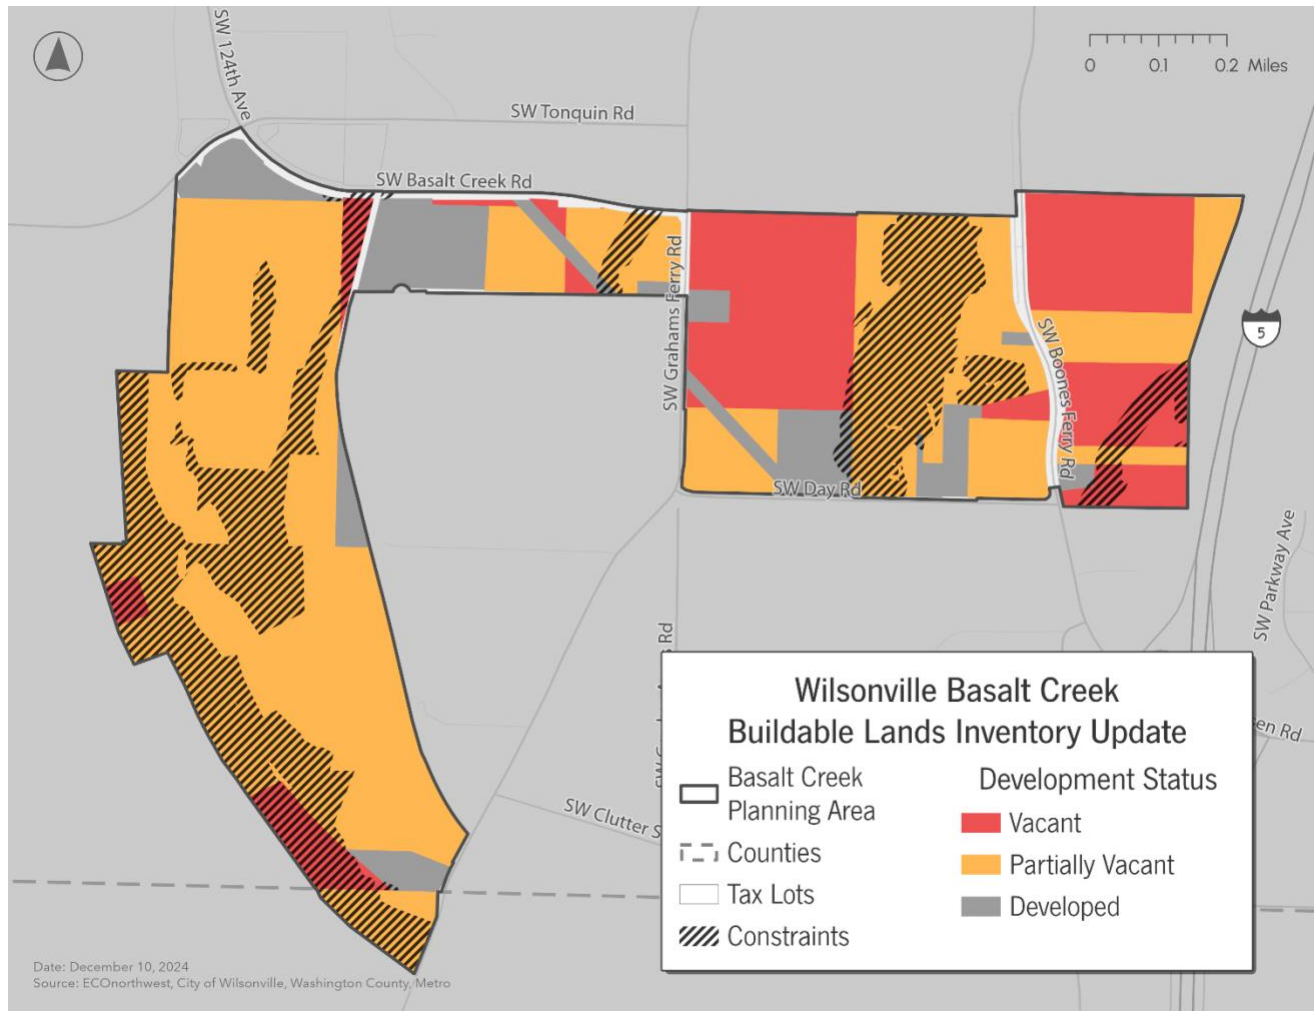 SW 124th Ave
0 0.1 0.2 Miles
SW Tonquin Rd
SW Basalt Creek Rd
SW Grahams Ferry Rd
SW Boones Ferry Rd
5
SW Day Rd
SW Parkway Ave
Rd
SW Clutter S
en Rd
Wilsonville Basalt Creek
Buildable Lands Inventory Update
Basalt Creek
Planning Area
Counties
Tax Lots
Constraints
Development Status
Vacant
Partially Vacant
Developed
Date: December 10, 2024
Source: ECOnorthwest, City of Wilsonville, Washington County, Metro